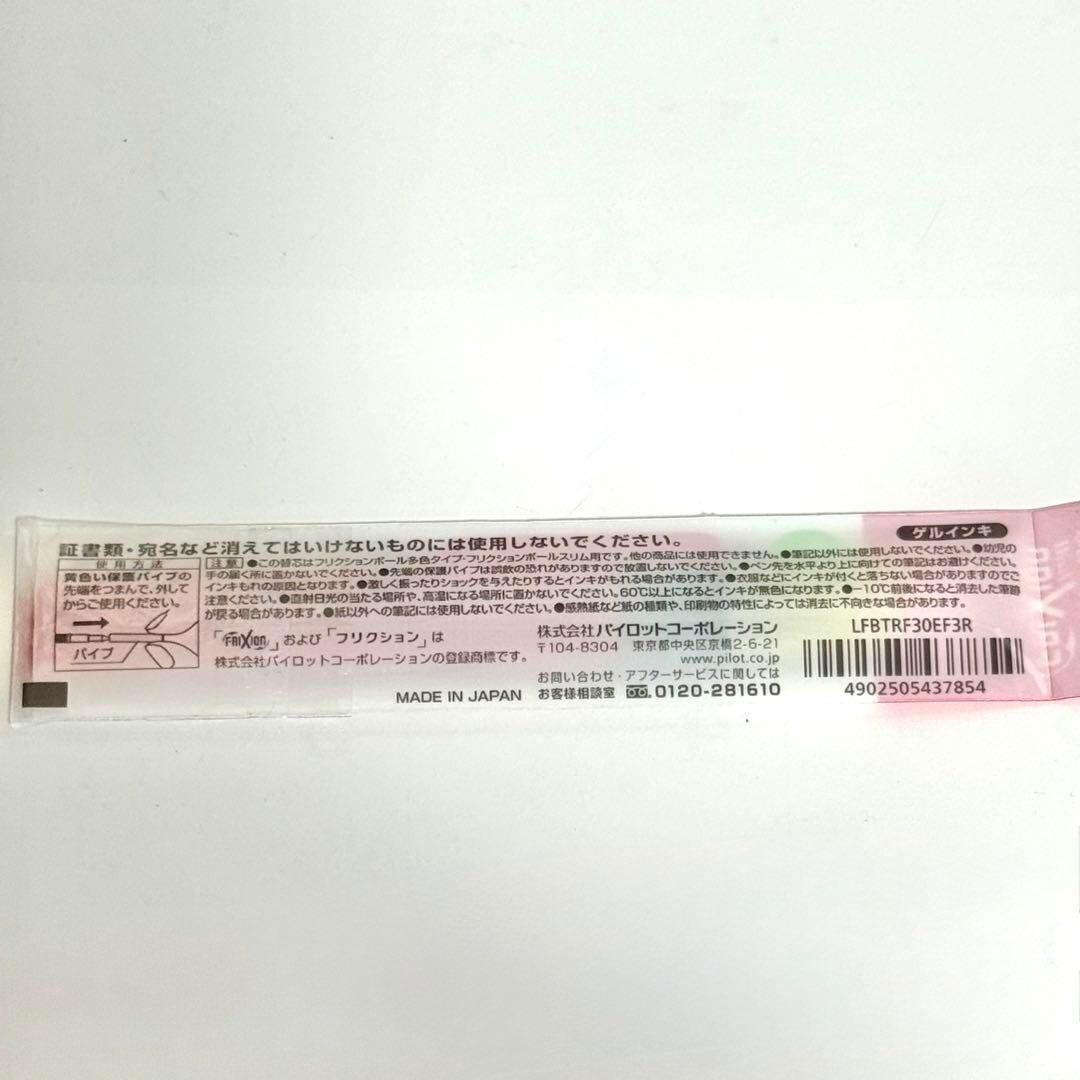 証書類・宛名など消えてはいけないものには使用しないでください。
ゲルインキ
使用方法
黄色い保護パイプの
先端をつまんで、外して
からご使用ください。
パイプ
注意 ●この替芯はフリクションボール多色タイプ・フリクションボールスリム用です。他の商品には使用できません。●筆記以外には使用しないでください。●幼児の
手の届く所に置かないでください。●先端の保護パイプは誤飲の恐れがありますので放置しないでください。●ペン先を水平より上に向けての筆記はお避けください。
インキもれの原因となります。●激しく振ったりショックを与えたりするとインキがもれる場合があります。●衣服などにインキが付くと落ちない場合がありますのでご
注意ください。●直射日光の当たる場所や、高温になる場所に置かないでください。60℃以上になるとインキが無色になります。●−10℃前後になると消去した筆跡
が戻る場合があります。●紙以外への筆記には使用しないでください。●感熱紙など紙の種類や、印刷物の特性によっては消去に不向きな場合があります。
「FRIXION」および「フリクション」は
株式会社パイロットコーポレーションの登録商標です。
MADE IN JAPAN
株式会社パイロットコーポレーション
〒104-8304 東京都中央区京橋2-6-21
www.pilot.co.jp
お問い合わせ・アフターサービスに関しては
お客様相談室 0120-281610
LFBTRF30EF3R
4902505437854